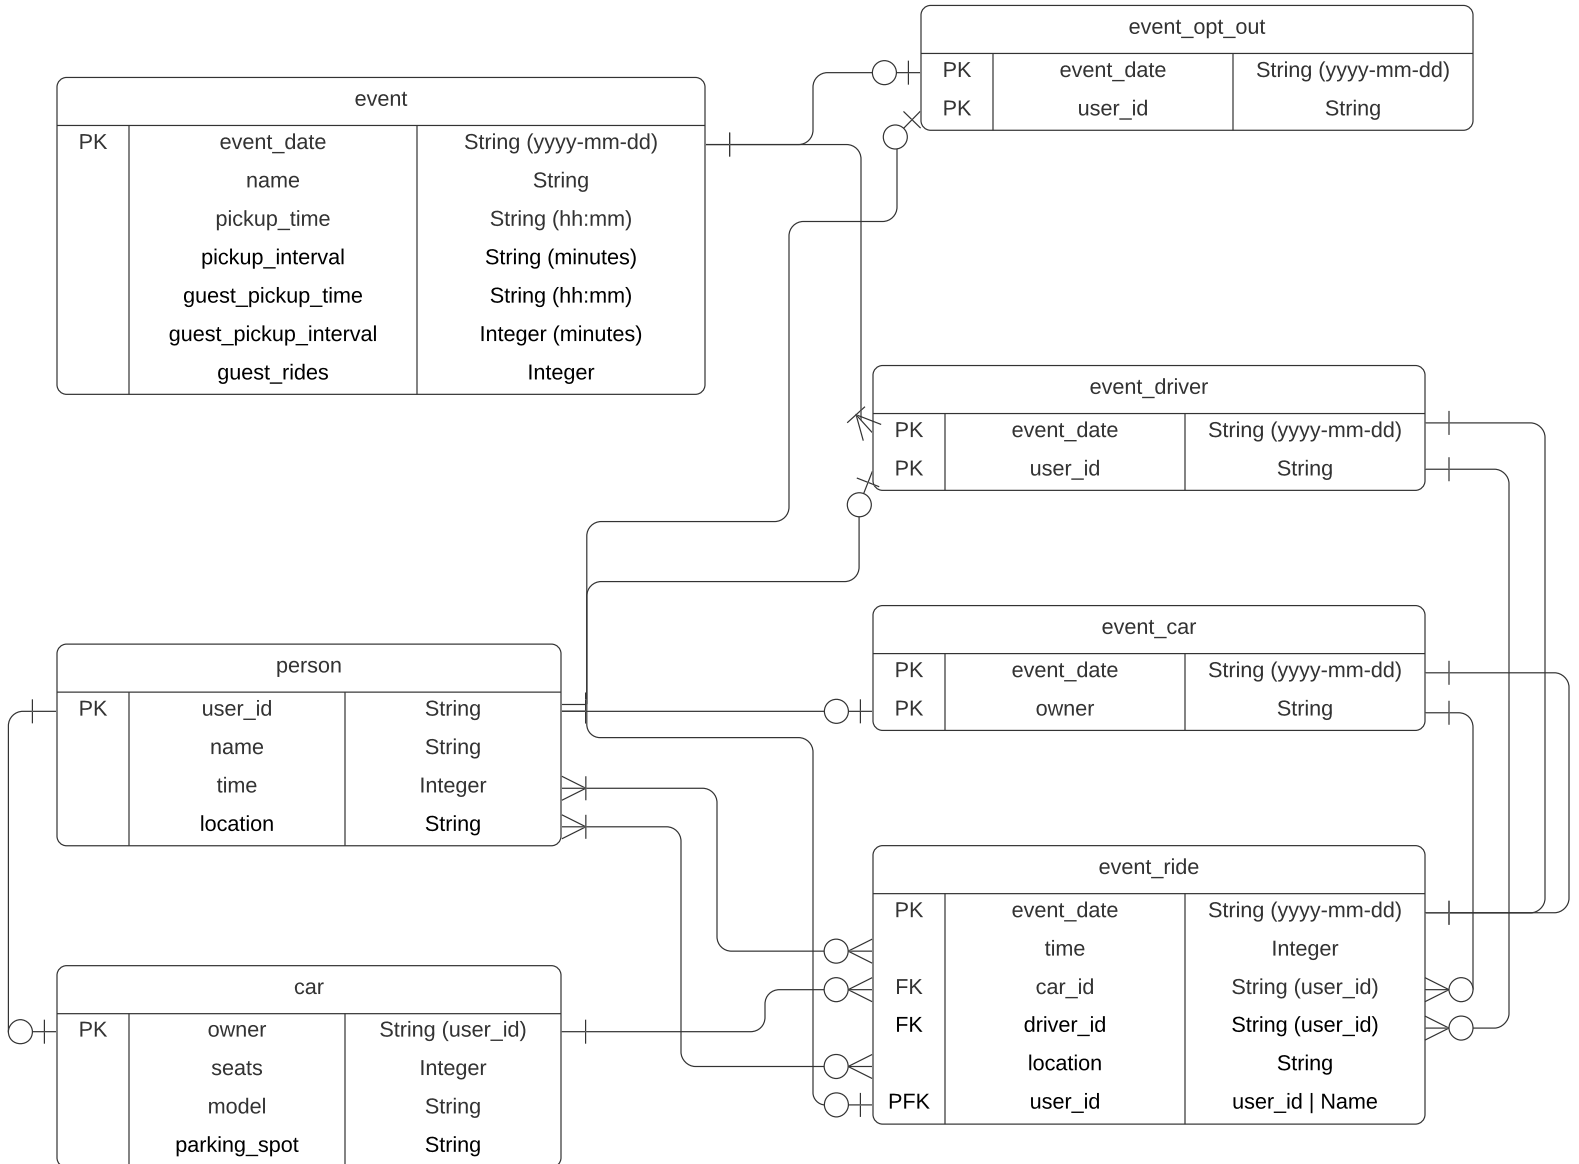 event_opt_out
PK event_date String (yyyy-mm-dd)
PK user_id String
event
PK event_date String (yyyy-mm-dd)
name String
pickup_time String (hh:mm)
pickup_interval String (minutes)
guest_pickup_time String (hh:mm)
guest_pickup_interval Integer (minutes)
guest_rides Integer
event_driver
PK event_date String (yyyy-mm-dd)
PK user_id String
event_car
PK event_date String (yyyy-mm-dd)
PK owner String
person
PK user_id String
name String
time Integer
location String
event_ride
PK event_date String (yyyy-mm-dd)
time Integer
FK car_id String (user_id)
FK driver_id String (user_id)
location String
PFK user_id user_id | Name
car
PK owner String (user_id)
seats Integer
model String
parking_spot String